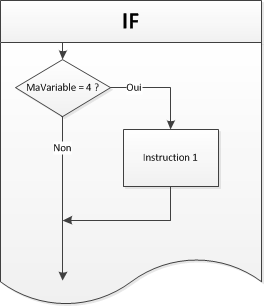 IF
MaVariable = 4 ?
Oui
Non
Instruction 1